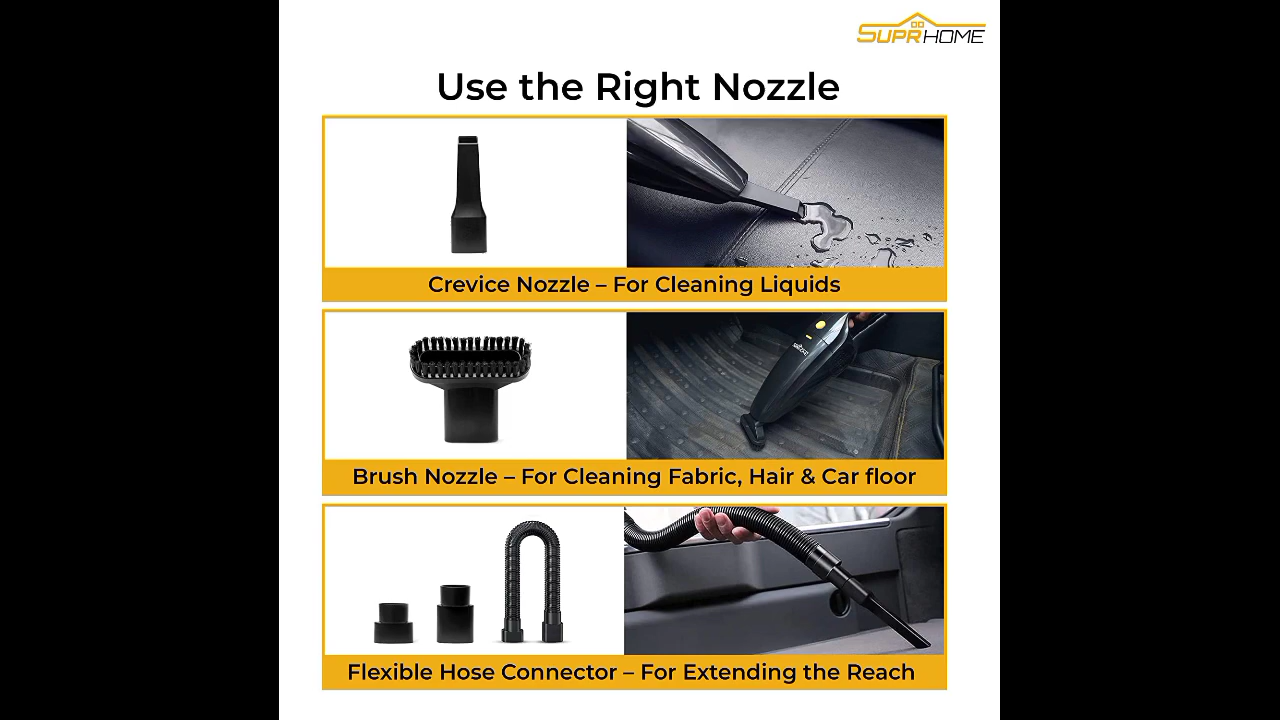 SUPRHOME
Use the Right Nozzle
Crevice Nozzle – For Cleaning Liquids
Brush Nozzle – For Cleaning Fabric, Hair & Car floor
Flexible Hose Connector – For Extending the Reach